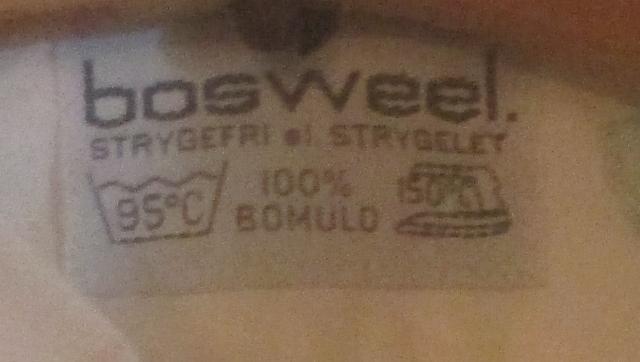 bosweel.
STRYGEFRI el STRYGELET
95°C 100% 150°C
BOMULD